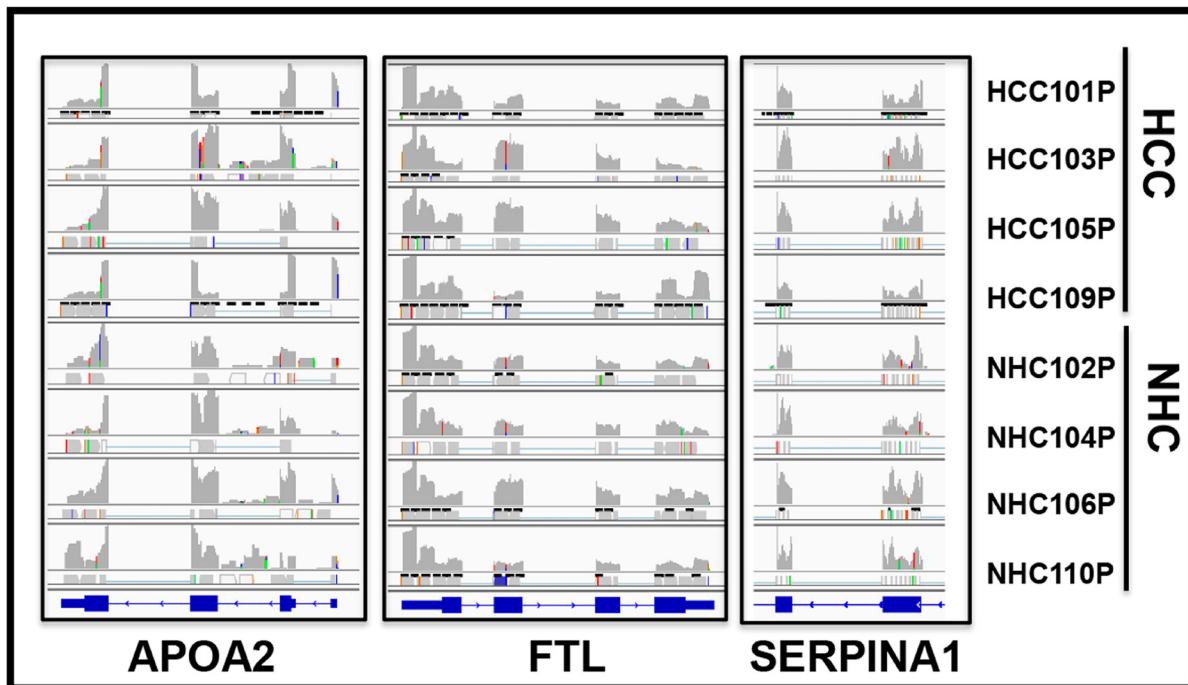 HCC101P
HCC103P
HCC105P
HCC109P
HCC
NHC102P
NHC104P
NHC106P
NHC110P
NHC
APOA2
FTL
SERPINA1